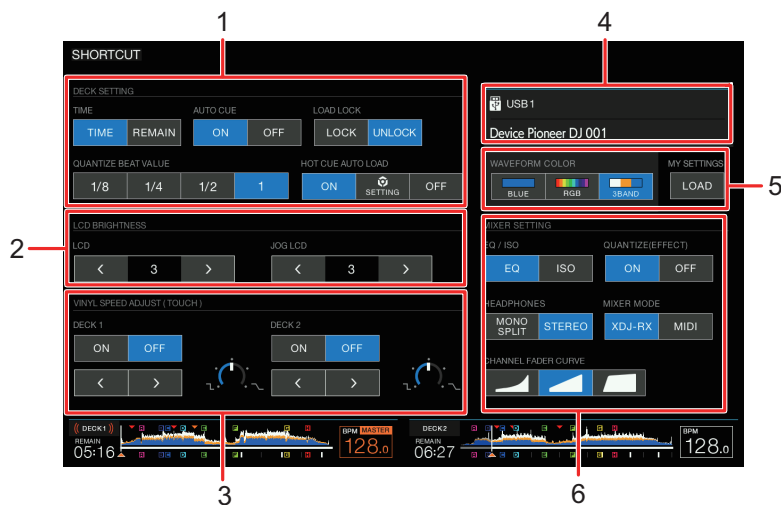 1
4
SHORTCUT
DECK SETTING
TIME AUTO CUE LOAD LOCK
TIME REMAIN ON OFF LOCK UNLOCK
QUANTIZE BEAT VALUE HOT CUE AUTO LOAD
1/8 1/4 1/2 1 ON SETTING OFF
USB 1
Device Pioneer DJ 001
WAVEFORM COLOR MY SETTINGS
BLUE RGB 3BAND LOAD
5
2
LCD BRIGHTNESS
LCD JOG LCD
< 3 > < 3 >
VINYL SPEED ADJUST ( TOUCH )
DECK 1 DECK 2
ON OFF ON OFF
< > < >
MIXER SETTING
EQ / ISO QUANTIZE(EFFECT)
EQ ISO ON OFF
HEADPHONES MIXER MODE
MONO SPLIT STEREO XDJ-RX MIDI
CHANNEL FADER CURVE
DECK1 BPM MASTER
REMAIN
05:16 128.0
DECK2 BPM
REMAIN
06:27 128.0
3
6